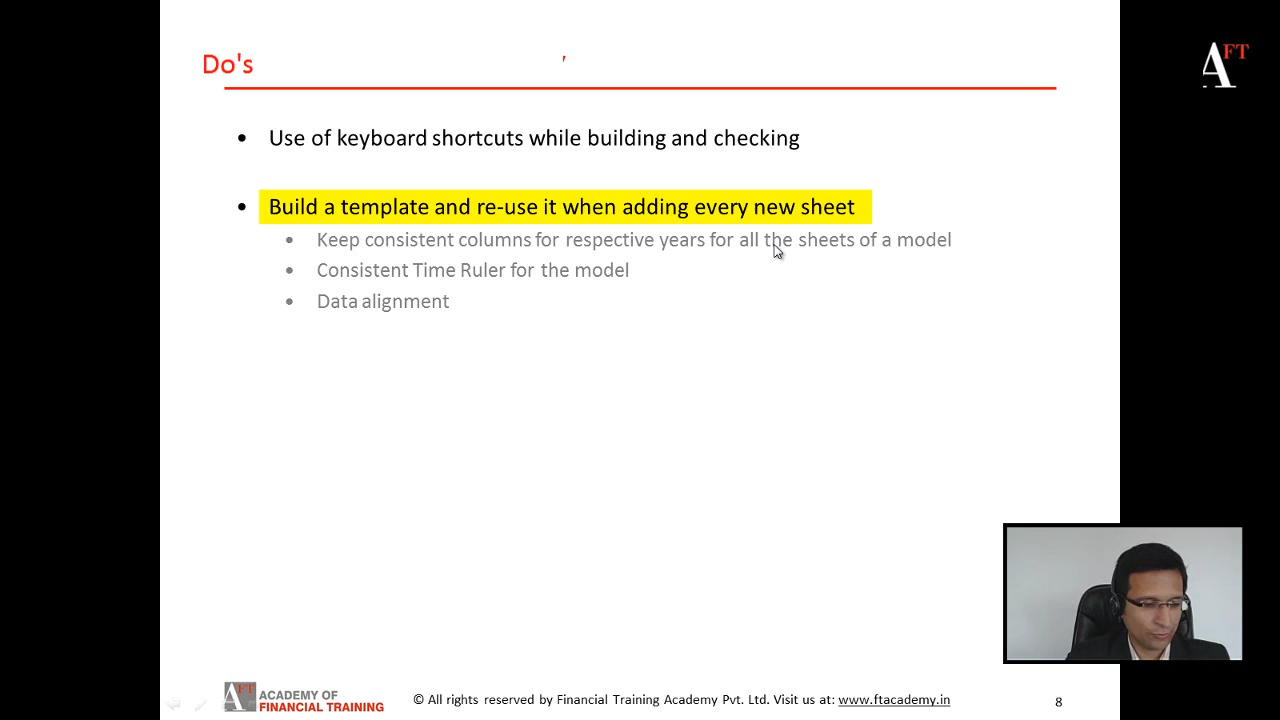 AFT
Do's
• Use of keyboard shortcuts while building and checking
• Build a template and re-use it when adding every new sheet
• Keep consistent columns for respective years for all the sheets of a model
• Consistent Time Ruler for the model
• Data alignment
AFT ACADEMY OF
FINANCIAL TRAINING
© All rights reserved by Financial Training Academy Pvt. Ltd. Visit us at: www.ftacademy.in
8